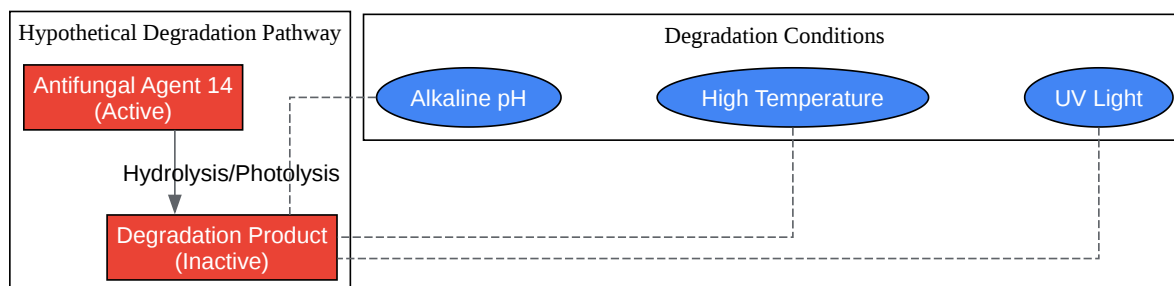 Hypothetical Degradation Pathway
Antifungal Agent 14
(Active)
Hydrolysis/Photolysis
Degradation Product
(Inactive)
Degradation Conditions
Alkaline pH
High Temperature
UV Light